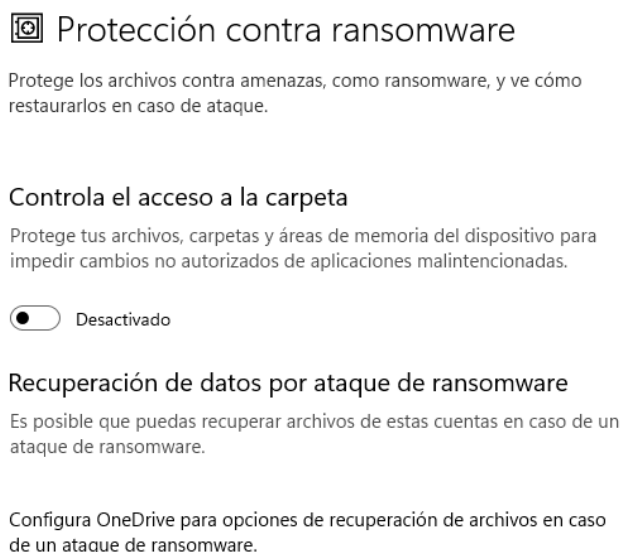 Protección contra ransomware
Protege los archivos contra amenazas, como ransomware, y ve cómo
restaurarlos en caso de ataque.
Controla el acceso a la carpeta
Protege tus archivos, carpetas y áreas de memoria del dispositivo para
impedir cambios no autorizados de aplicaciones malintencionadas.
Desactivado
Recuperación de datos por ataque de ransomware
Es posible que puedas recuperar archivos de estas cuentas en caso de un
ataque de ransomware.
Configura OneDrive para opciones de recuperación de archivos en caso
de un ataque de ransomware.